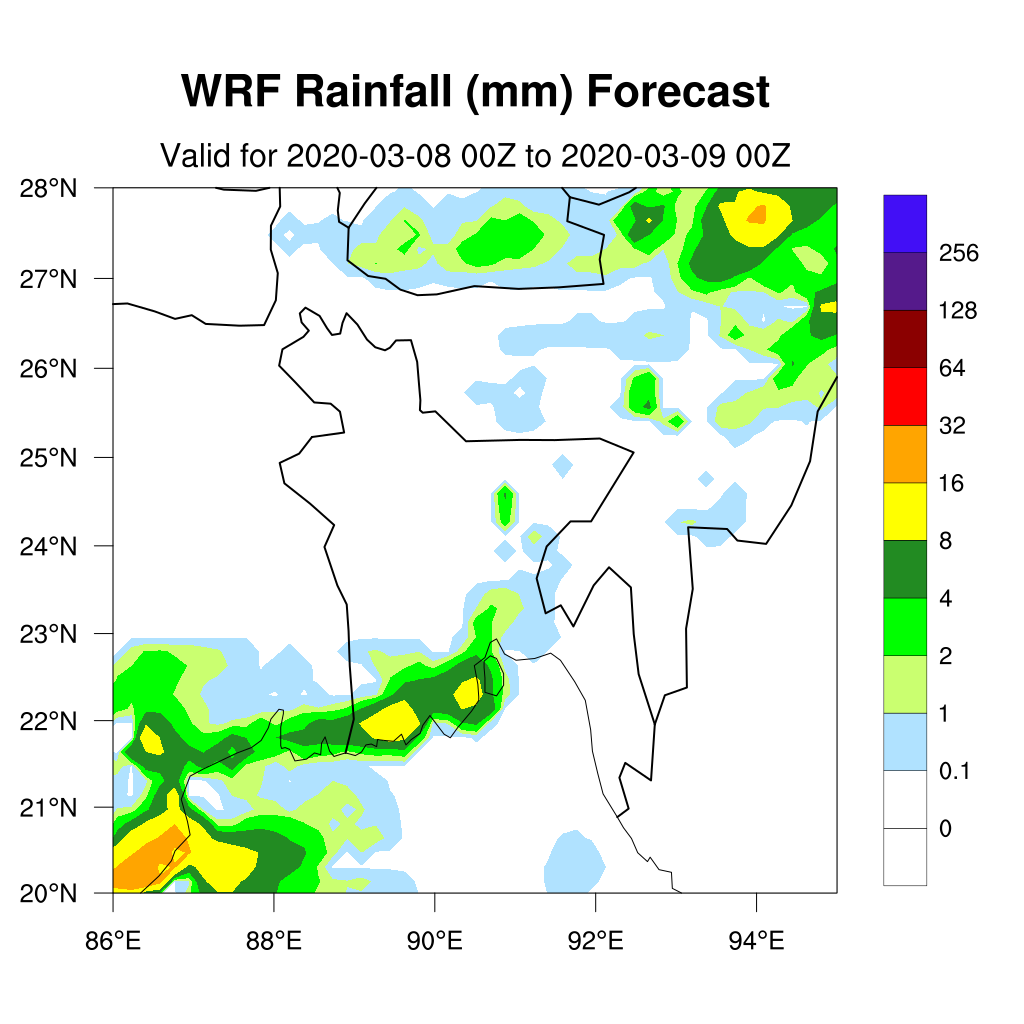 WRF Rainfall (mm) Forecast
Valid for 2020-03-08 00Z to 2020-03-09 00Z
28°N
27°N
26°N
25°N
24°N
23°N
22°N
21°N
20°N
86°E 88°E 90°E 92°E 94°E
256
128
64
32
16
8
4
2
1
0.1
0